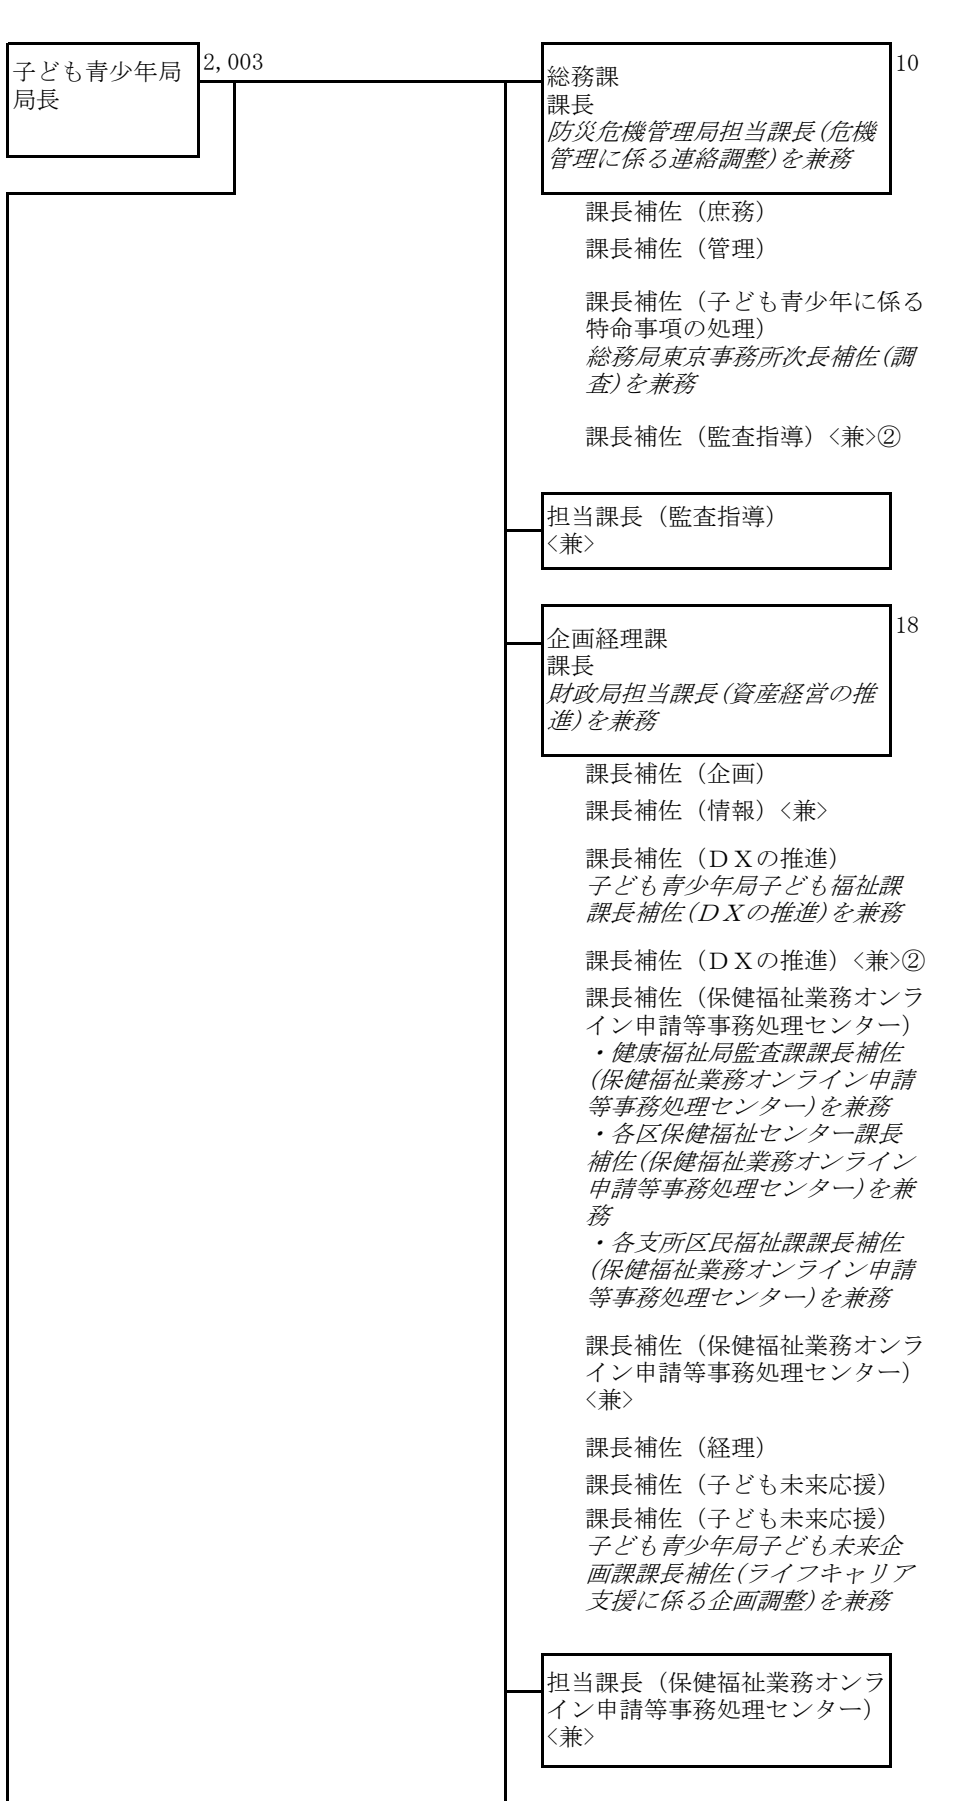 子ども青少年局
局長
2,003
総務課
課長
防災危機管理局担当課長(危機
管理に係る連絡調整)を兼務
10
課長補佐（庶務）
課長補佐（管理）
課長補佐（子ども青少年に係る
特命事項の処理）
総務局東京事務所次長補佐(調
査)を兼務
課長補佐（監査指導）<兼>②
担当課長（監査指導）
<兼>
企画経理課
課長
財政局担当課長(資産経営の推
進)を兼務
18
課長補佐（企画）
課長補佐（情報）<兼>
課長補佐（ＤＸの推進）
子ども青少年局子ども福祉課
課長補佐(ＤＸの推進)を兼務
課長補佐（ＤＸの推進）<兼>②
課長補佐（保健福祉業務オンラ
イン申請等事務処理センター）
・健康福祉局監査課課長補佐
(保健福祉業務オンライン申請
等事務処理センター)を兼務
・各区保健福祉センター課長
補佐(保健福祉業務オンライン
申請等事務処理センター)を兼
務
・各支所区民福祉課課長補佐
(保健福祉業務オンライン申請
等事務処理センター)を兼務
課長補佐（保健福祉業務オンラ
イン申請等事務処理センター）
<兼>
課長補佐（経理）
課長補佐（子ども未来応援）
課長補佐（子ども未来応援）
子ども青少年局子ども未来企
画課課長補佐(ライフキャリア
支援に係る企画調整)を兼務
担当課長（保健福祉業務オンラ
イン申請等事務処理センター）
<兼>